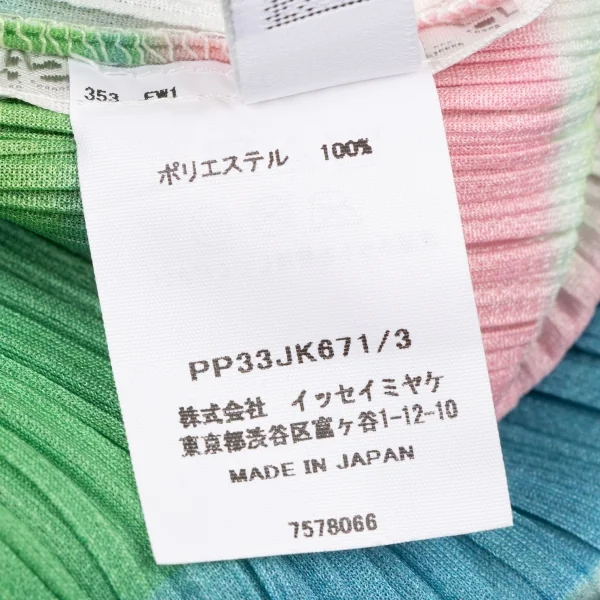 353 FW1
ポリエステル 100%
PP33JK671/3
株式会社 イッセイミヤケ
東京都渋谷区富ヶ谷1-12-10
MADE IN JAPAN
7578066